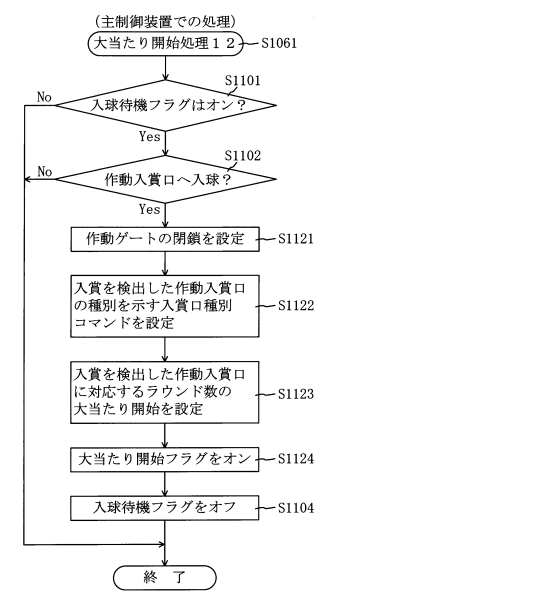 (主制御装置での処理)
大当たり開始処理12
S1061
S1101
入球待機フラグはオン?
No
Yes
S1102
作動入賞口へ入球?
No
Yes
作動ゲートの閉鎖を設定
S1121
入賞を検出した作動入賞口
の種別を示す入賞口種別
コマンドを設定
S1122
入賞を検出した作動入賞口
に対応するラウンド数の
大当たり開始を設定
S1123
大当たり開始フラグをオン
S1124
入球待機フラグをオフ
S1104
終 了